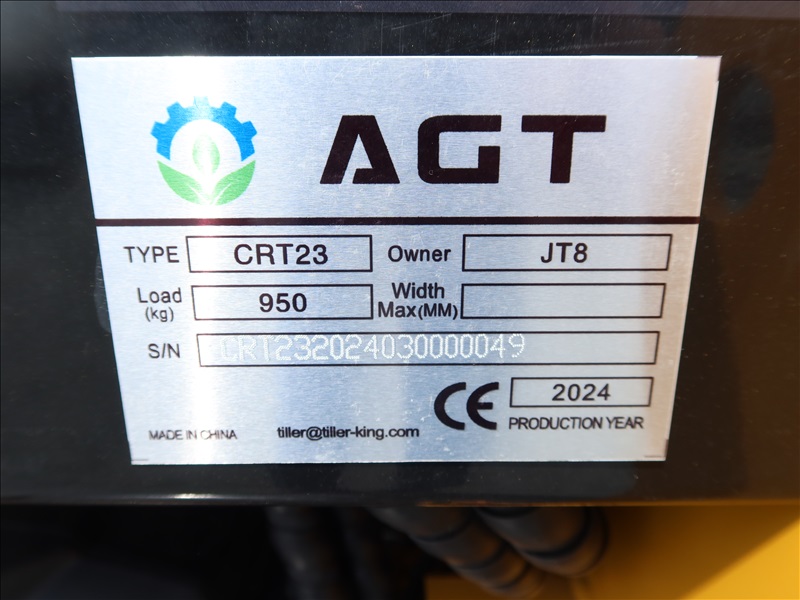 AGT
TYPE CRT23 Owner JT8
Load (kg) 950 Width Max(MM)
S/N CRT232024030000049
CE 2024
PRODUCTION YEAR
MADE IN CHINA tiller@tiller-king.com